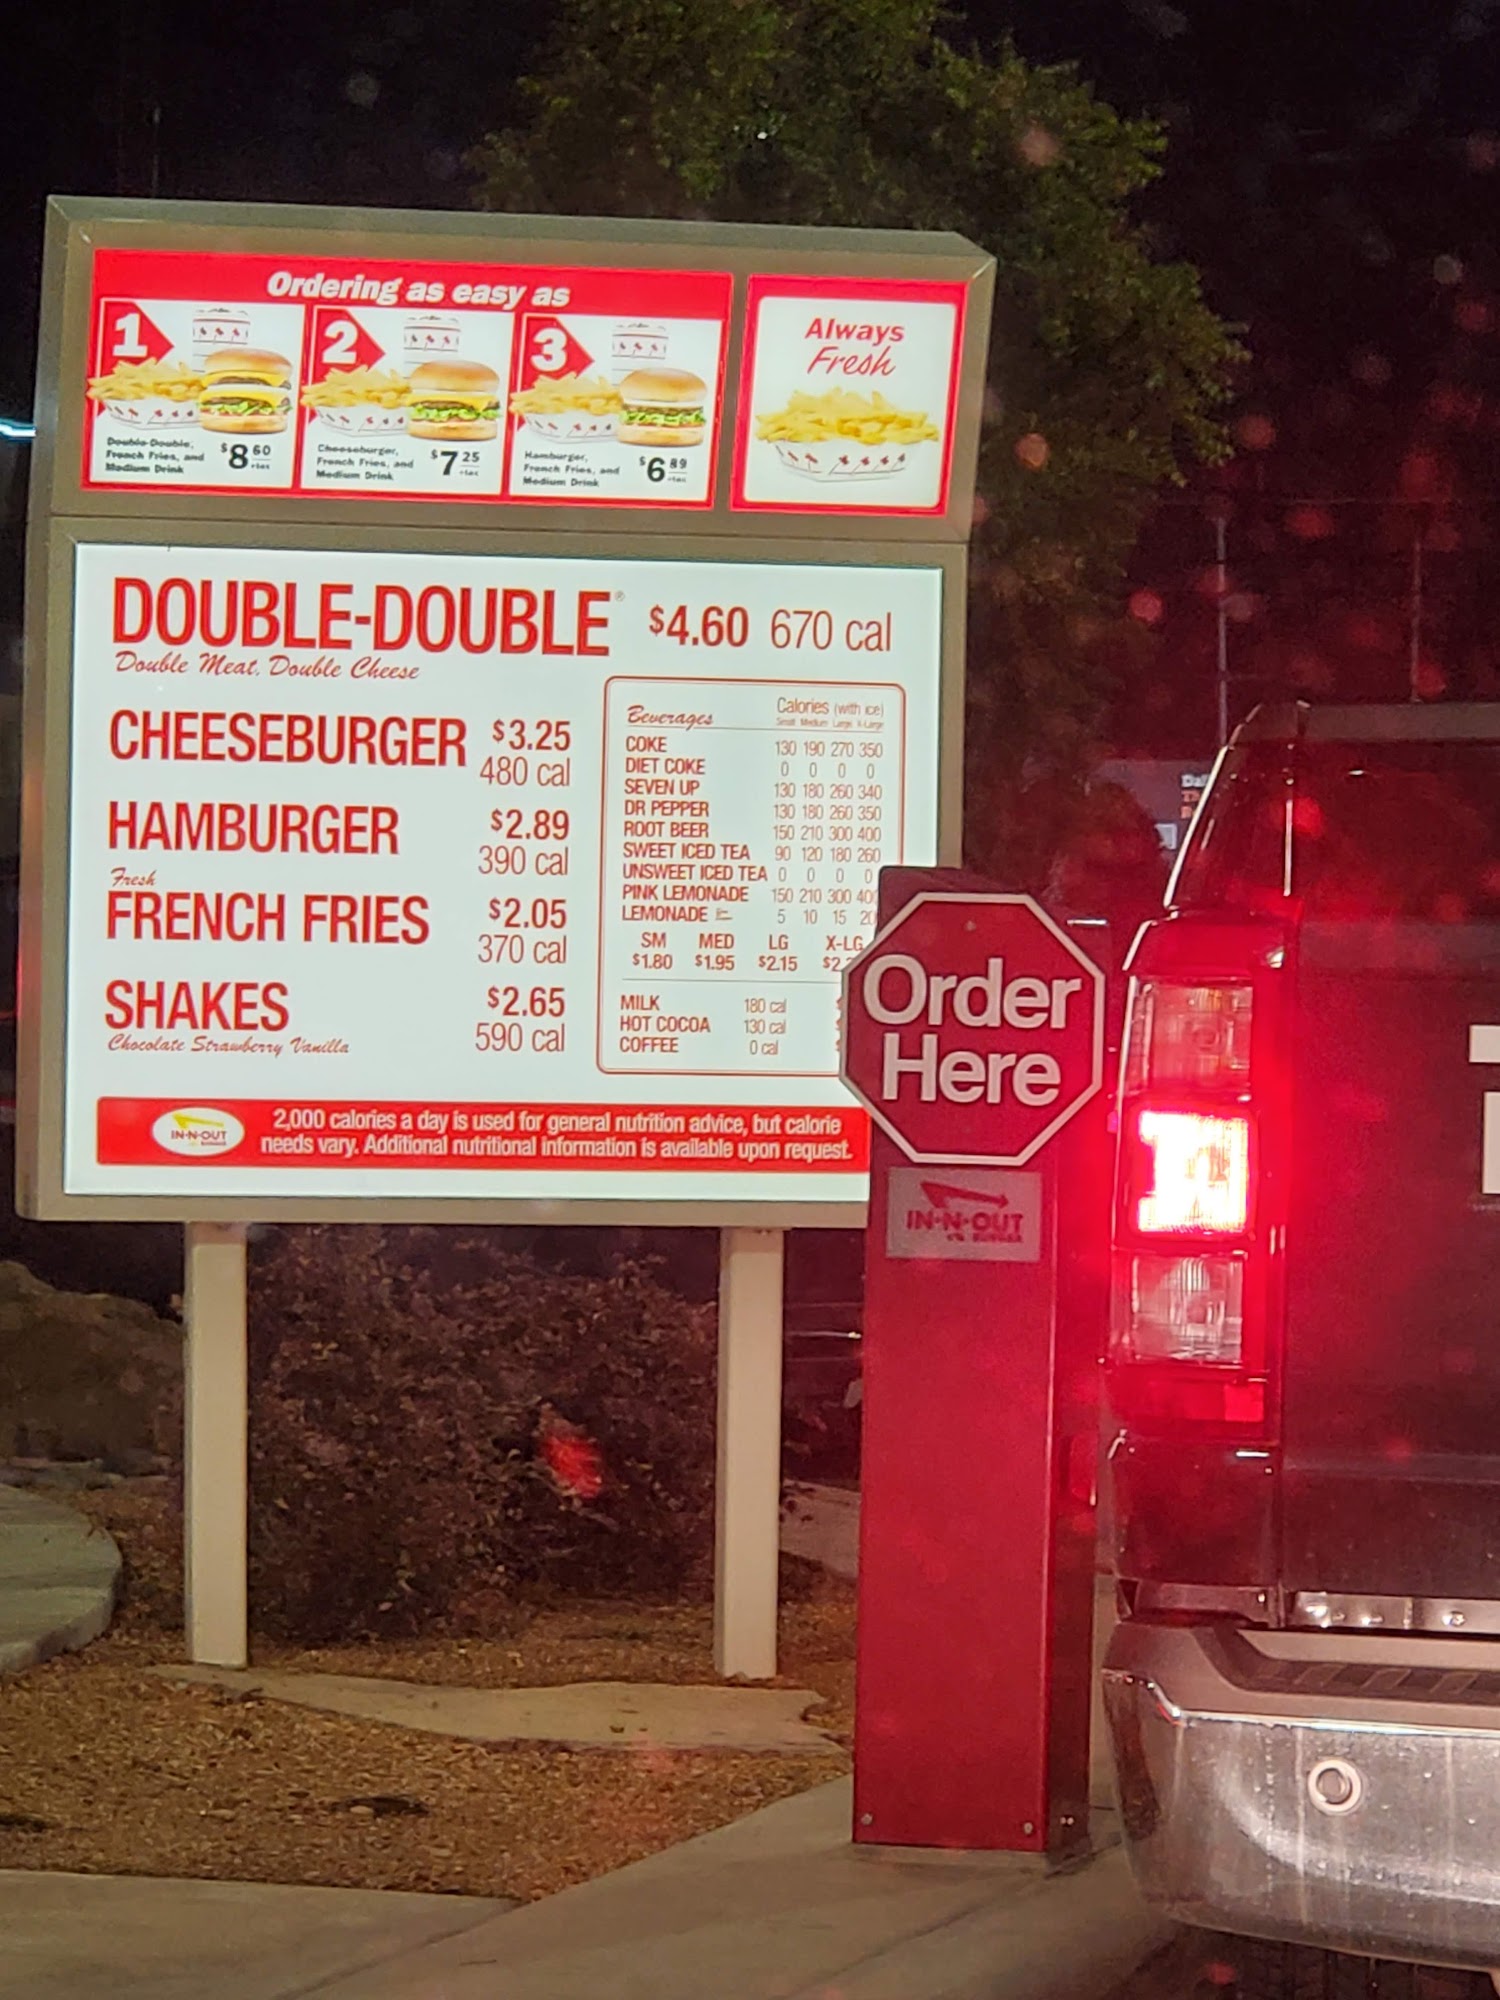 Ordering as easy as
1
Double-Double,
French Fries, and
Medium Drink
$8 60
+tax
2
Cheeseburger,
French Fries, and
Medium Drink
$7 25
+tax
3
Hamburger,
French Fries, and
Medium Drink
$6 89
+tax
Always
Fresh
DOUBLE-DOUBLE® $4.60 670 cal
Double Meat, Double Cheese
CHEESEBURGER $3.25
480 cal
HAMBURGER $2.89
390 cal
Fresh
FRENCH FRIES $2.05
370 cal
SHAKES $2.65
Chocolate Strawberry Vanilla 590 cal
Beverages Calories (with ice)
Small Medium Large X-Large
COKE 130 190 270 350
DIET COKE 0 0 0 0
SEVEN UP 130 180 260 340
DR PEPPER 130 180 260 350
ROOT BEER 150 210 300 400
SWEET ICED TEA 90 120 180 260
UNSWEET ICED TEA 0 0 0 0
PINK LEMONADE 150 210 300
LEMONADE 5 10 15
SM MED LG X-LG
$1.80 $1.95 $2.15
MILK 180 cal
HOT COCOA 130 cal
COFFEE 0 cal
IN-N-OUT
BURGER
2,000 calories a day is used for general nutrition advice, but calorie
needs vary. Additional nutritional information is available upon request.
Order
Here
IN-N-OUT
BURGER